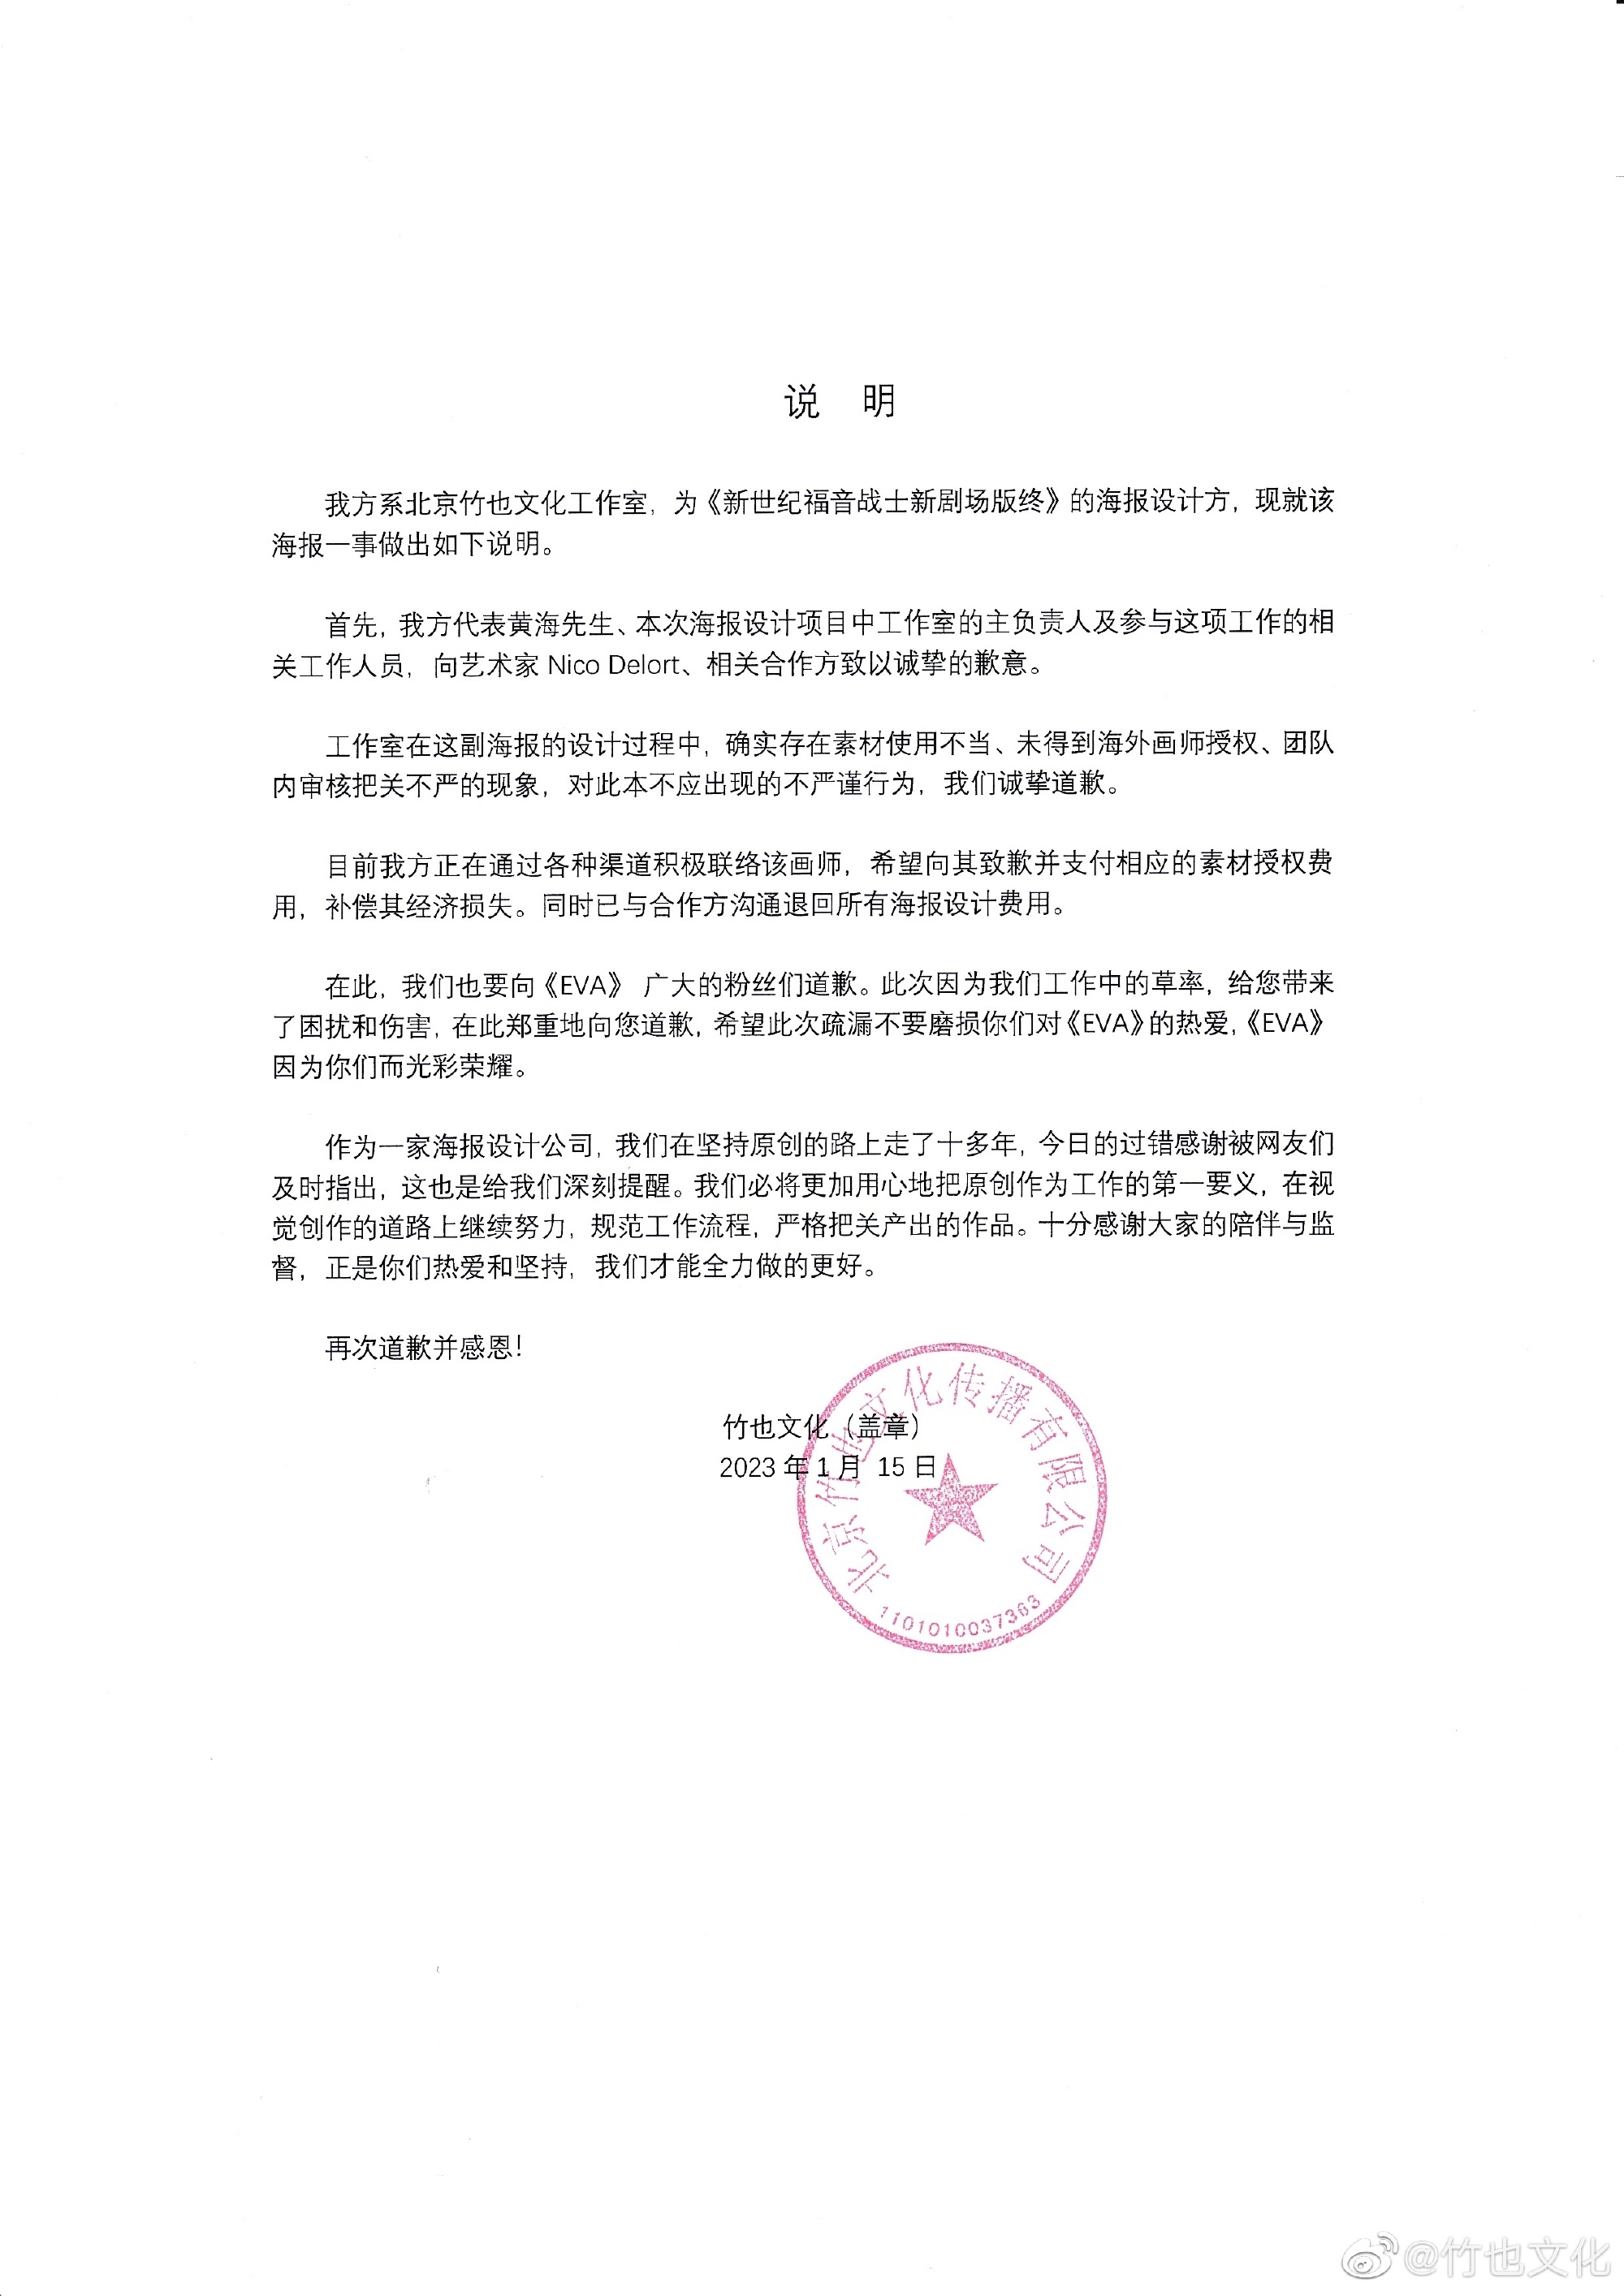 说 明
我方系北京竹也文化工作室，为《新世纪福音战士新剧场版终》的海报设计方，现就该
海报一事做出如下说明。
首先，我方代表黄海先生、本次海报设计项目中工作室的主负责人及参与这项工作的相
关工作人员，向艺术家 Nico Delort、相关合作方致以诚挚的歉意。
工作室在这副海报的设计过程中，确实存在素材使用不当、未得到海外画师授权、团队
内审核把关不严的现象，对此本不应出现的不严谨行为，我们诚挚道歉。
目前我方正在通过各种渠道积极联络该画师，希望向其致歉并支付相应的素材授权费
用，补偿其经济损失。同时已与合作方沟通退回所有海报设计费用。
在此，我们也要向《EVA》 广大的粉丝们道歉。此次因为我们工作中的草率，给您带来
了困扰和伤害，在此郑重地向您道歉，希望此次疏漏不要磨损你们对《EVA》的热爱，《EVA》
因为你们而光彩荣耀。
作为一家海报设计公司，我们在坚持原创的路上走了十多年，今日的过错感谢被网友们
及时指出，这也是给我们深刻提醒。我们必将更加用心地把原创作为工作的第一要义，在视
觉创作的道路上继续努力，规范工作流程，严格把关产出的作品。十分感谢大家的陪伴与监
督，正是你们热爱和坚持，我们才能全力做的更好。
再次道歉并感恩！
竹也文化（盖章）
2023 年 1 月 15 日
北京竹也文化传播有限公司
1101010037363
@竹也文化